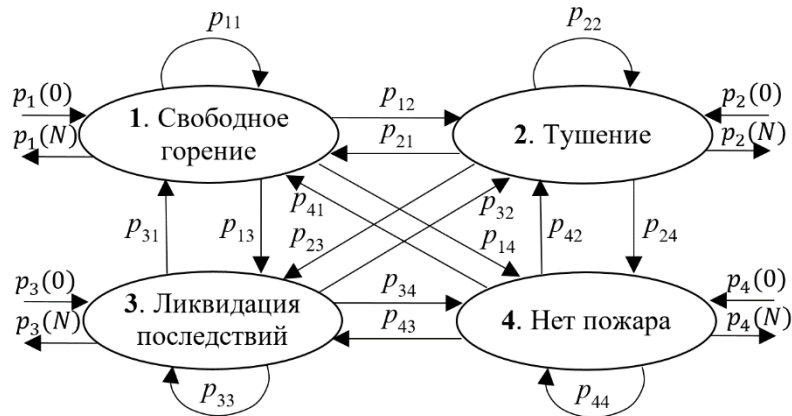 p11
p22
p1(0)
p1(N)
1. Свободное
горение
p12
p21
2. Тушение
p2(0)
p2(N)
p31
p13
p41
p23
p32
p14
p42
p24
p3(0)
p3(N)
3. Ликвидация
последствий
p34
p43
4. Нет пожара
p4(0)
p4(N)
p33
p44